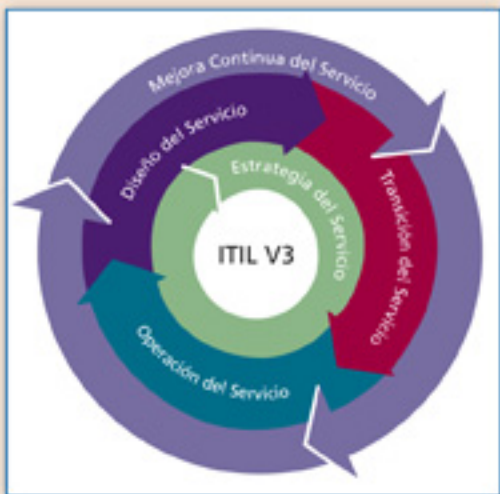 Mejora Continua del Servicio
Diseño del Servicio
Estrategia del Servicio
Transición del Servicio
ITIL V3
Operación del Servicio